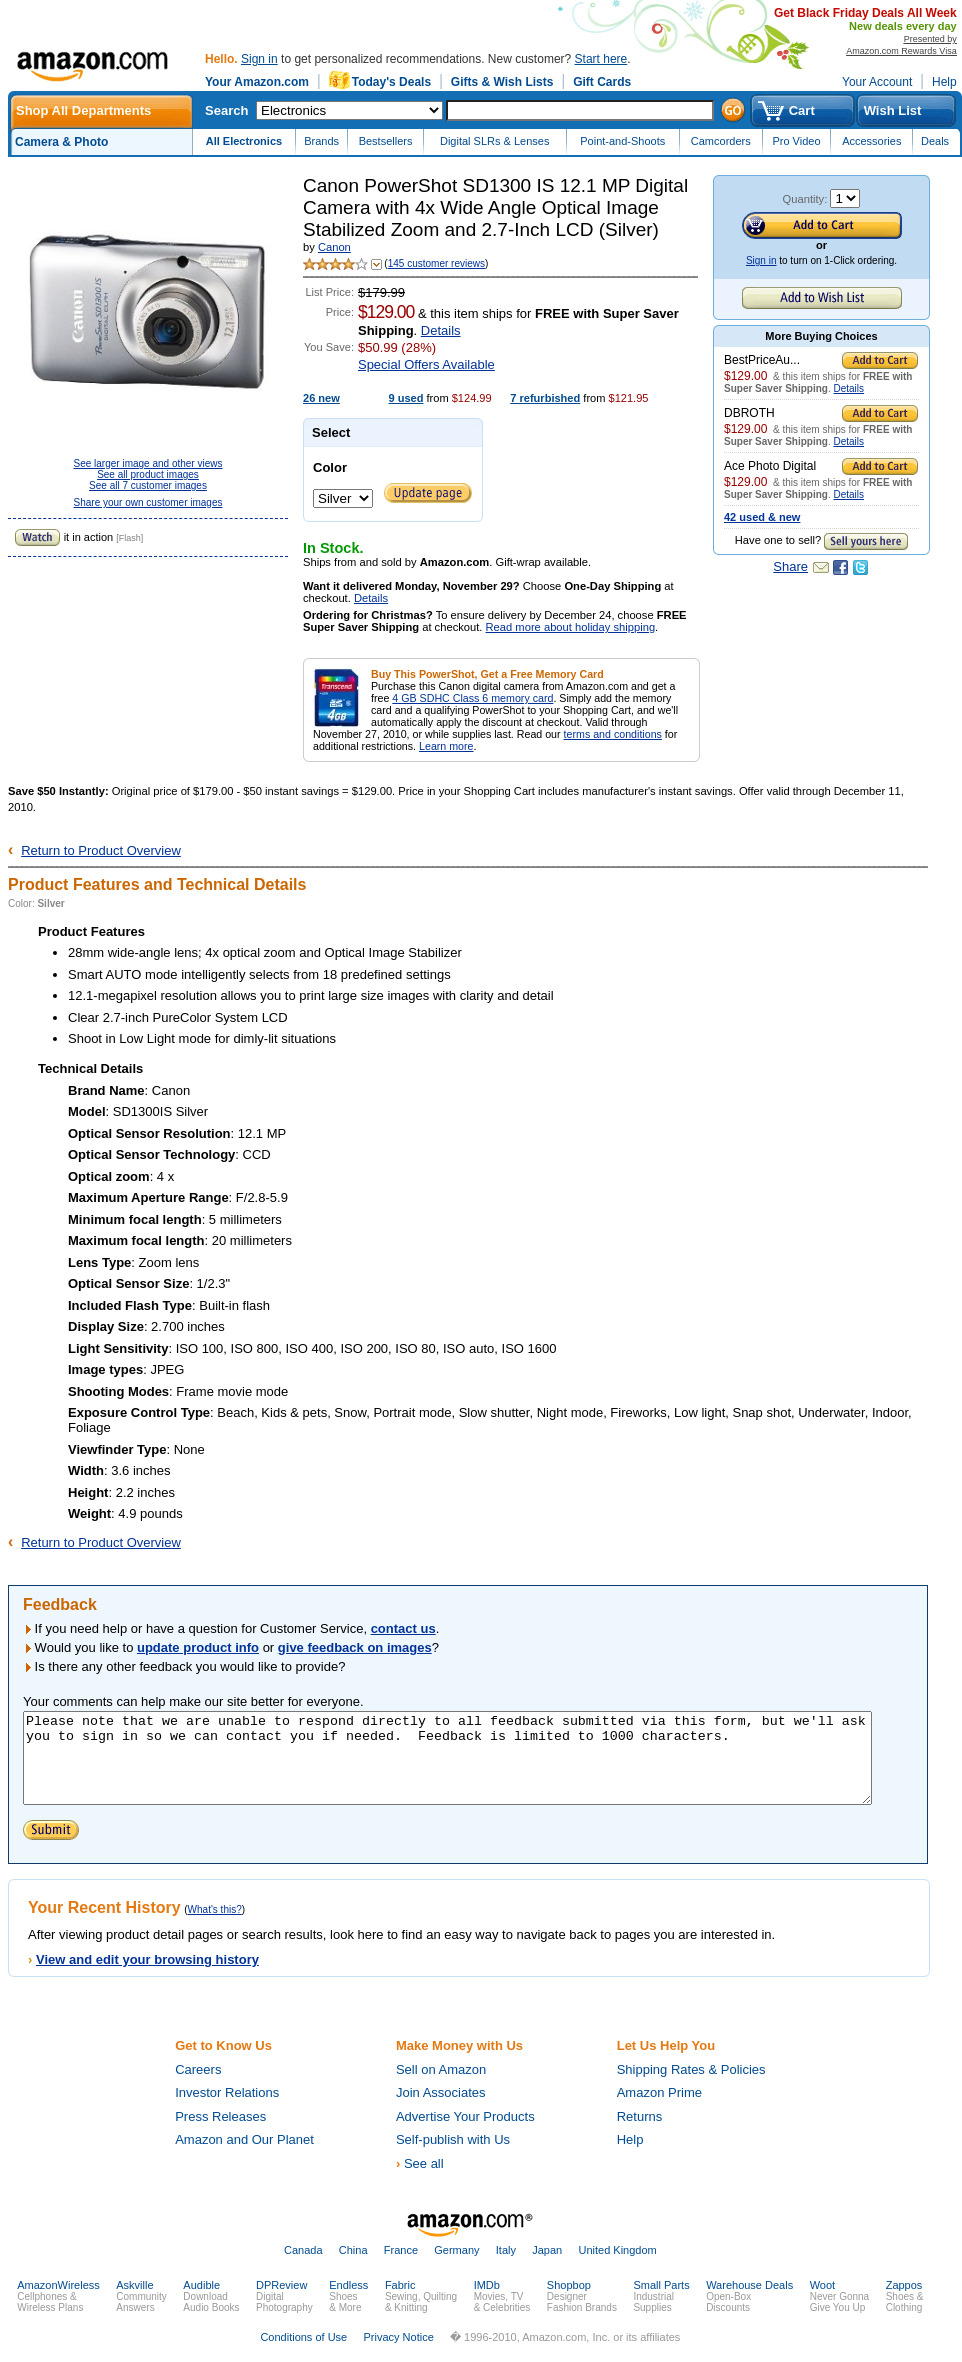 Get Black Friday Deals All Week
New deals every day
Presented by
Amazon.com Rewards Visa
amazon.com
Hello. Sign in to get personalized recommendations. New customer? Start here.
Your Amazon.com | Today's Deals | Gifts & Wish Lists | Gift Cards
Your Account | Help
Shop All Departments
Search Electronics GO
Cart
Wish List
Camera & Photo
All Electronics Brands Bestsellers Digital SLRs & Lenses Point-and-Shoots Camcorders Pro Video Accessories Deals
Canon PowerShot SD1300 IS 12.1 MP Digital
Camera with 4x Wide Angle Optical Image
Stabilized Zoom and 2.7-Inch LCD (Silver)
by Canon
(145 customer reviews)
List Price: $179.99
Price: $129.00 & this item ships for FREE with Super Saver
Shipping. Details
You Save: $50.99 (28%)
Special Offers Available
26 new 9 used from $124.99 7 refurbished from $121.95
Select
Color
Silver Update page
In Stock.
Ships from and sold by Amazon.com. Gift-wrap available.
Want it delivered Monday, November 29? Choose One-Day Shipping at
checkout. Details
Ordering for Christmas? To ensure delivery by December 24, choose FREE
Super Saver Shipping at checkout. Read more about holiday shipping.
Canon
PowerShot SD1300 IS
DIGITAL ELPH
12.1
MEGA PIXELS
See larger image and other views
See all product images
See all 7 customer images
Share your own customer images
Watch it in action [Flash]
Quantity: 1
Add to Cart
or
Sign in to turn on 1-Click ordering.
Add to Wish List
More Buying Choices
BestPriceAu... Add to Cart
$129.00 & this item ships for FREE with
Super Saver Shipping. Details
DBROTH Add to Cart
$129.00 & this item ships for FREE with
Super Saver Shipping. Details
Ace Photo Digital Add to Cart
$129.00 & this item ships for FREE with
Super Saver Shipping. Details
42 used & new
Have one to sell? Sell yours here
Share
Transcend
4GB
Buy This PowerShot, Get a Free Memory Card
Purchase this Canon digital camera from Amazon.com and get a
free 4 GB SDHC Class 6 memory card. Simply add the memory
card and a qualifying PowerShot to your Shopping Cart, and we'll
automatically apply the discount at checkout. Valid through
November 27, 2010, or while supplies last. Read our terms and conditions for
additional restrictions. Learn more.
Save $50 Instantly: Original price of $179.00 - $50 instant savings = $129.00. Price in your Shopping Cart includes manufacturer's instant savings. Offer valid through December 11,
2010.
‹ Return to Product Overview
Product Features and Technical Details
Color: Silver
Product Features
• 28mm wide-angle lens; 4x optical zoom and Optical Image Stabilizer
• Smart AUTO mode intelligently selects from 18 predefined settings
• 12.1-megapixel resolution allows you to print large size images with clarity and detail
• Clear 2.7-inch PureColor System LCD
• Shoot in Low Light mode for dimly-lit situations
Technical Details
Brand Name: Canon
Model: SD1300IS Silver
Optical Sensor Resolution: 12.1 MP
Optical Sensor Technology: CCD
Optical zoom: 4 x
Maximum Aperture Range: F/2.8-5.9
Minimum focal length: 5 millimeters
Maximum focal length: 20 millimeters
Lens Type: Zoom lens
Optical Sensor Size: 1/2.3"
Included Flash Type: Built-in flash
Display Size: 2.700 inches
Light Sensitivity: ISO 100, ISO 800, ISO 400, ISO 200, ISO 80, ISO auto, ISO 1600
Image types: JPEG
Shooting Modes: Frame movie mode
Exposure Control Type: Beach, Kids & pets, Snow, Portrait mode, Slow shutter, Night mode, Fireworks, Low light, Snap shot, Underwater, Indoor,
Foliage
Viewfinder Type: None
Width: 3.6 inches
Height: 2.2 inches
Weight: 4.9 pounds
‹ Return to Product Overview
Feedback
If you need help or have a question for Customer Service, contact us.
Would you like to update product info or give feedback on images?
Is there any other feedback you would like to provide?
Your comments can help make our site better for everyone.
Please note that we are unable to respond directly to all feedback submitted via this form, but we'll ask
you to sign in so we can contact you if needed. Feedback is limited to 1000 characters.
Submit
Your Recent History (What's this?)
After viewing product detail pages or search results, look here to find an easy way to navigate back to pages you are interested in.
› View and edit your browsing history
Get to Know Us
Careers
Investor Relations
Press Releases
Amazon and Our Planet
Make Money with Us
Sell on Amazon
Join Associates
Advertise Your Products
Self-publish with Us
› See all
Let Us Help You
Shipping Rates & Policies
Amazon Prime
Returns
Help
amazon.com®
Canada China France Germany Italy Japan United Kingdom
AmazonWireless
Cellphones &
Wireless Plans
Askville
Community
Answers
Audible
Download
Audio Books
DPReview
Digital
Photography
Endless
Shoes
& More
Fabric
Sewing, Quilting
& Knitting
IMDb
Movies, TV
& Celebrities
Shopbop
Designer
Fashion Brands
Small Parts
Industrial
Supplies
Warehouse Deals
Open-Box
Discounts
Woot
Never Gonna
Give You Up
Zappos
Shoes &
Clothing
Conditions of Use Privacy Notice � 1996-2010, Amazon.com, Inc. or its affiliates